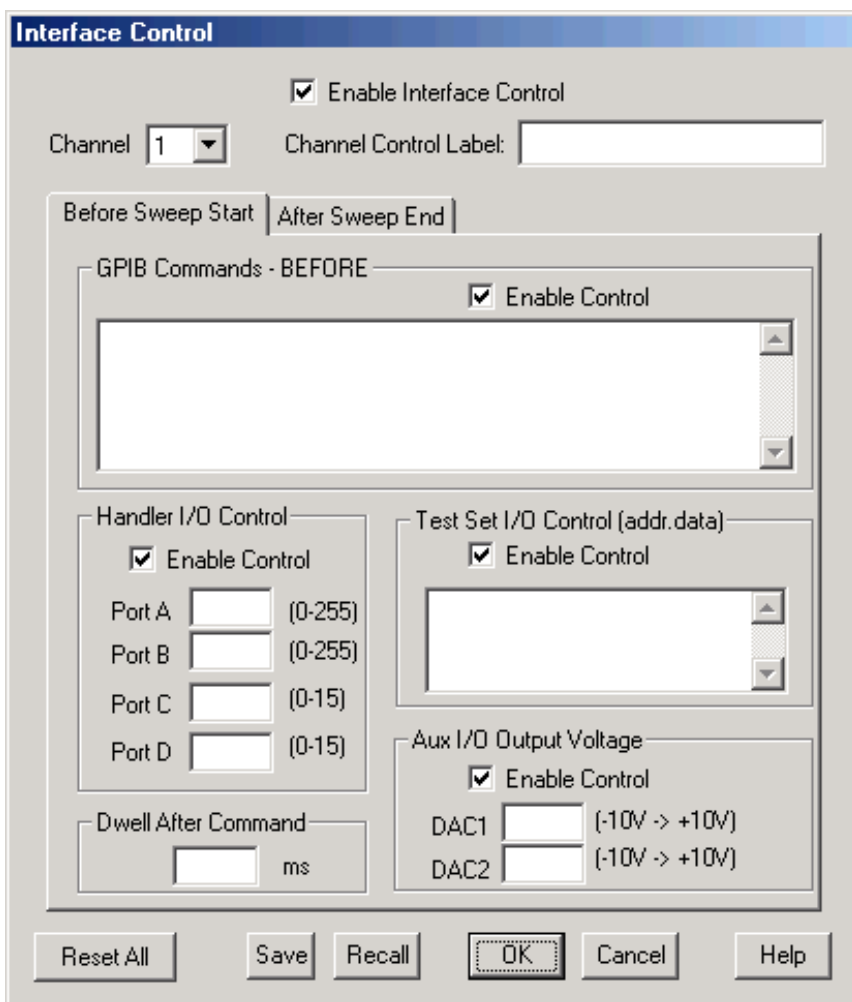 Interface Control
Enable Interface Control
Channel 1 Channel Control Label:
Before Sweep Start After Sweep End
GPIB Commands - BEFORE
Enable Control
Handler I/O Control
Enable Control
Port A (0-255)
Port B (0-255)
Port C (0-15)
Port D (0-15)
Test Set I/O Control (addr.data)
Enable Control
Aux I/O Output Voltage
Enable Control
DAC1 (-10V -> +10V)
DAC2 (-10V -> +10V)
Dwell After Command
ms
Reset All Save Recall OK Cancel Help